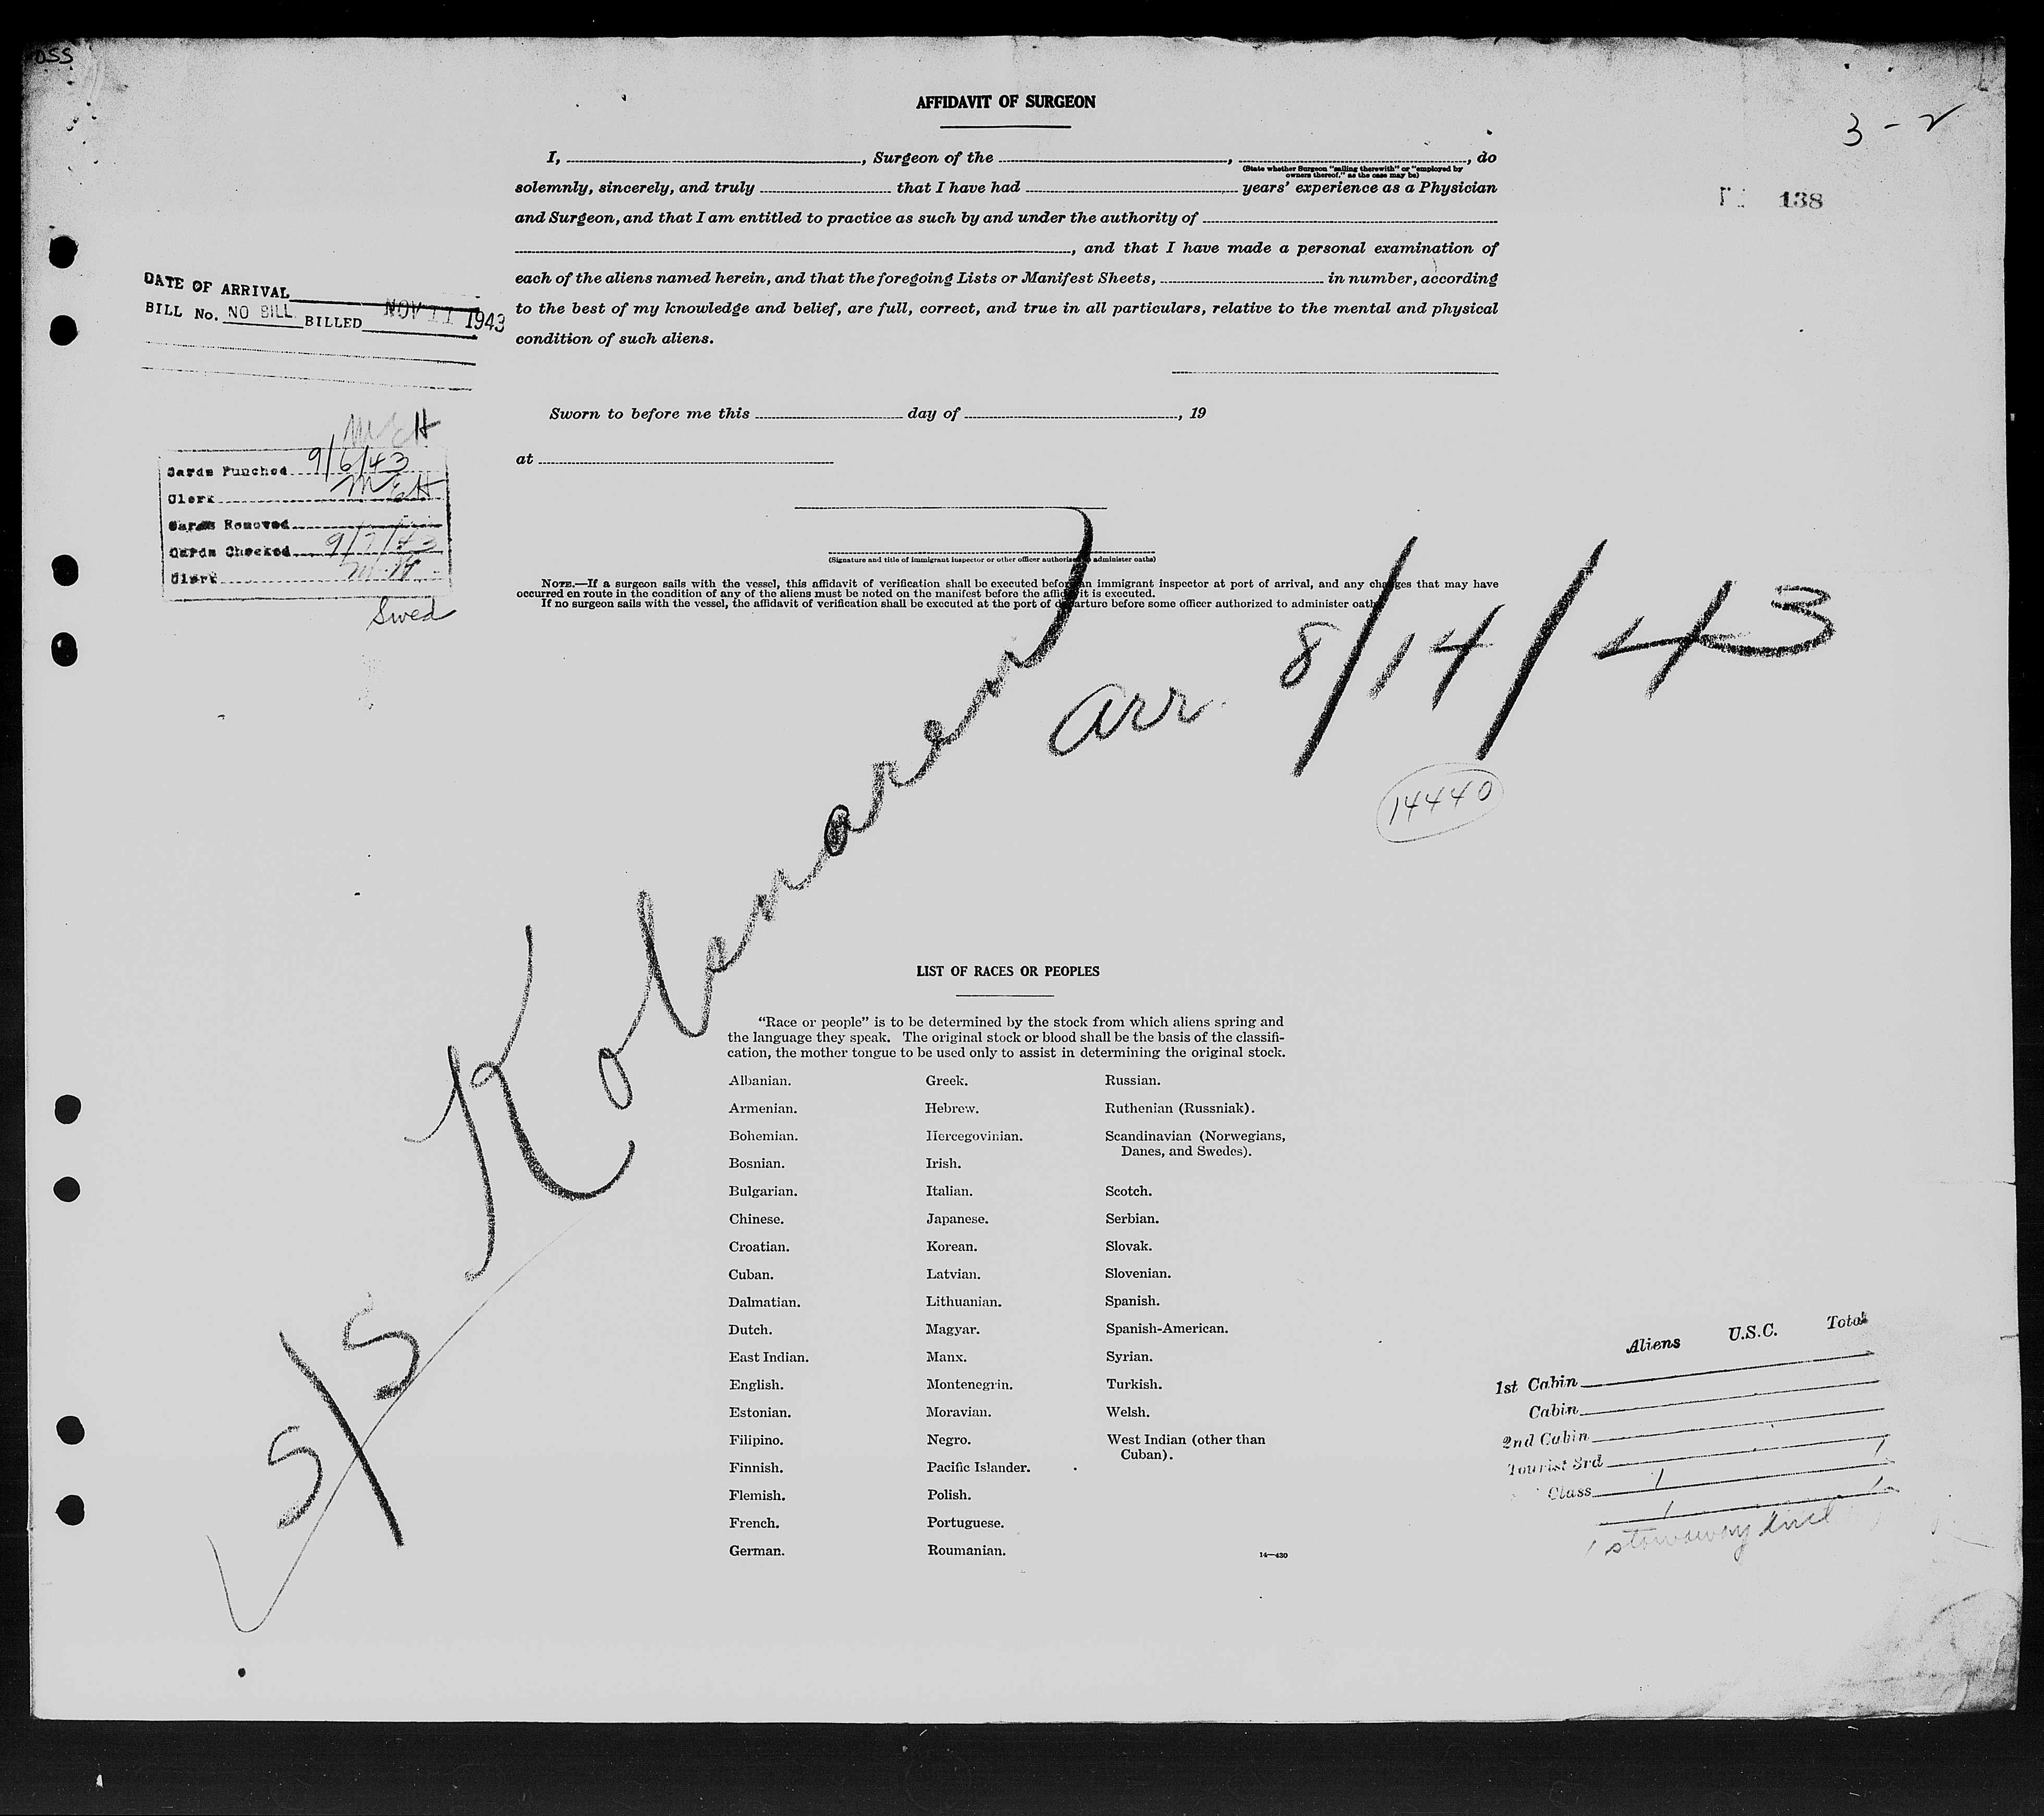 OSS
AFFIDAVIT OF SURGEON
3 - 2
138
I, , Surgeon of the , , do
(State whether Surgeon "sailing therewith" or "employed by
owners thereof," as the case may be)
solemnly, sincerely, and truly that I have had years' experience as a Physician
and Surgeon, and that I am entitled to practice as such by and under the authority of
, and that I have made a personal examination of
each of the aliens named herein, and that the foregoing Lists or Manifest Sheets, in number, according
to the best of my knowledge and belief, are full, correct, and true in all particulars, relative to the mental and physical
condition of such aliens.
DATE OF ARRIVAL
BILL No. NO BILL BILLED NOV 11 1943
Sworn to before me this day of , 19
at
MEH
Cards Punched 9/6/43
Clerk MEH
Cards Removed
Cards Checked 9/7/43
Clerk
Swed
(Signature and title of immigrant inspector or other officer authorized to administer oaths)
NOTE.—If a surgeon sails with the vessel, this affidavit of verification shall be executed before an immigrant inspector at port of arrival, and any changes that may have
occurred en route in the condition of any of the aliens must be noted on the manifest before the affidavit is executed.
If no surgeon sails with the vessel, the affidavit of verification shall be executed at the port of departure before some officer authorized to administer oaths.
S/S Kolsmaren
arr. 8/14/43
14440
LIST OF RACES OR PEOPLES
"Race or people" is to be determined by the stock from which aliens spring and
the language they speak. The original stock or blood shall be the basis of the classifi-
cation, the mother tongue to be used only to assist in determining the original stock.
Albanian.
Armenian.
Bohemian.
Bosnian.
Bulgarian.
Chinese.
Croatian.
Cuban.
Dalmatian.
Dutch.
East Indian.
English.
Estonian.
Filipino.
Finnish.
Flemish.
French.
German.
Greek.
Hebrew.
Hercegovinian.
Irish.
Italian.
Japanese.
Korean.
Latvian.
Lithuanian.
Magyar.
Manx.
Montenegrin.
Moravian.
Negro.
Pacific Islander.
Polish.
Portuguese.
Roumanian.
Russian.
Ruthenian (Russniak).
Scandinavian (Norwegians,
Danes, and Swedes).
Scotch.
Serbian.
Slovak.
Slovenian.
Spanish.
Spanish-American.
Syrian.
Turkish.
Welsh.
West Indian (other than
Cuban).
14—430
Aliens U.S.C. Total
1st Cabin
Cabin
2nd Cabin
Tourist 3rd 1
Class 1
1 1
1 stowaway incl